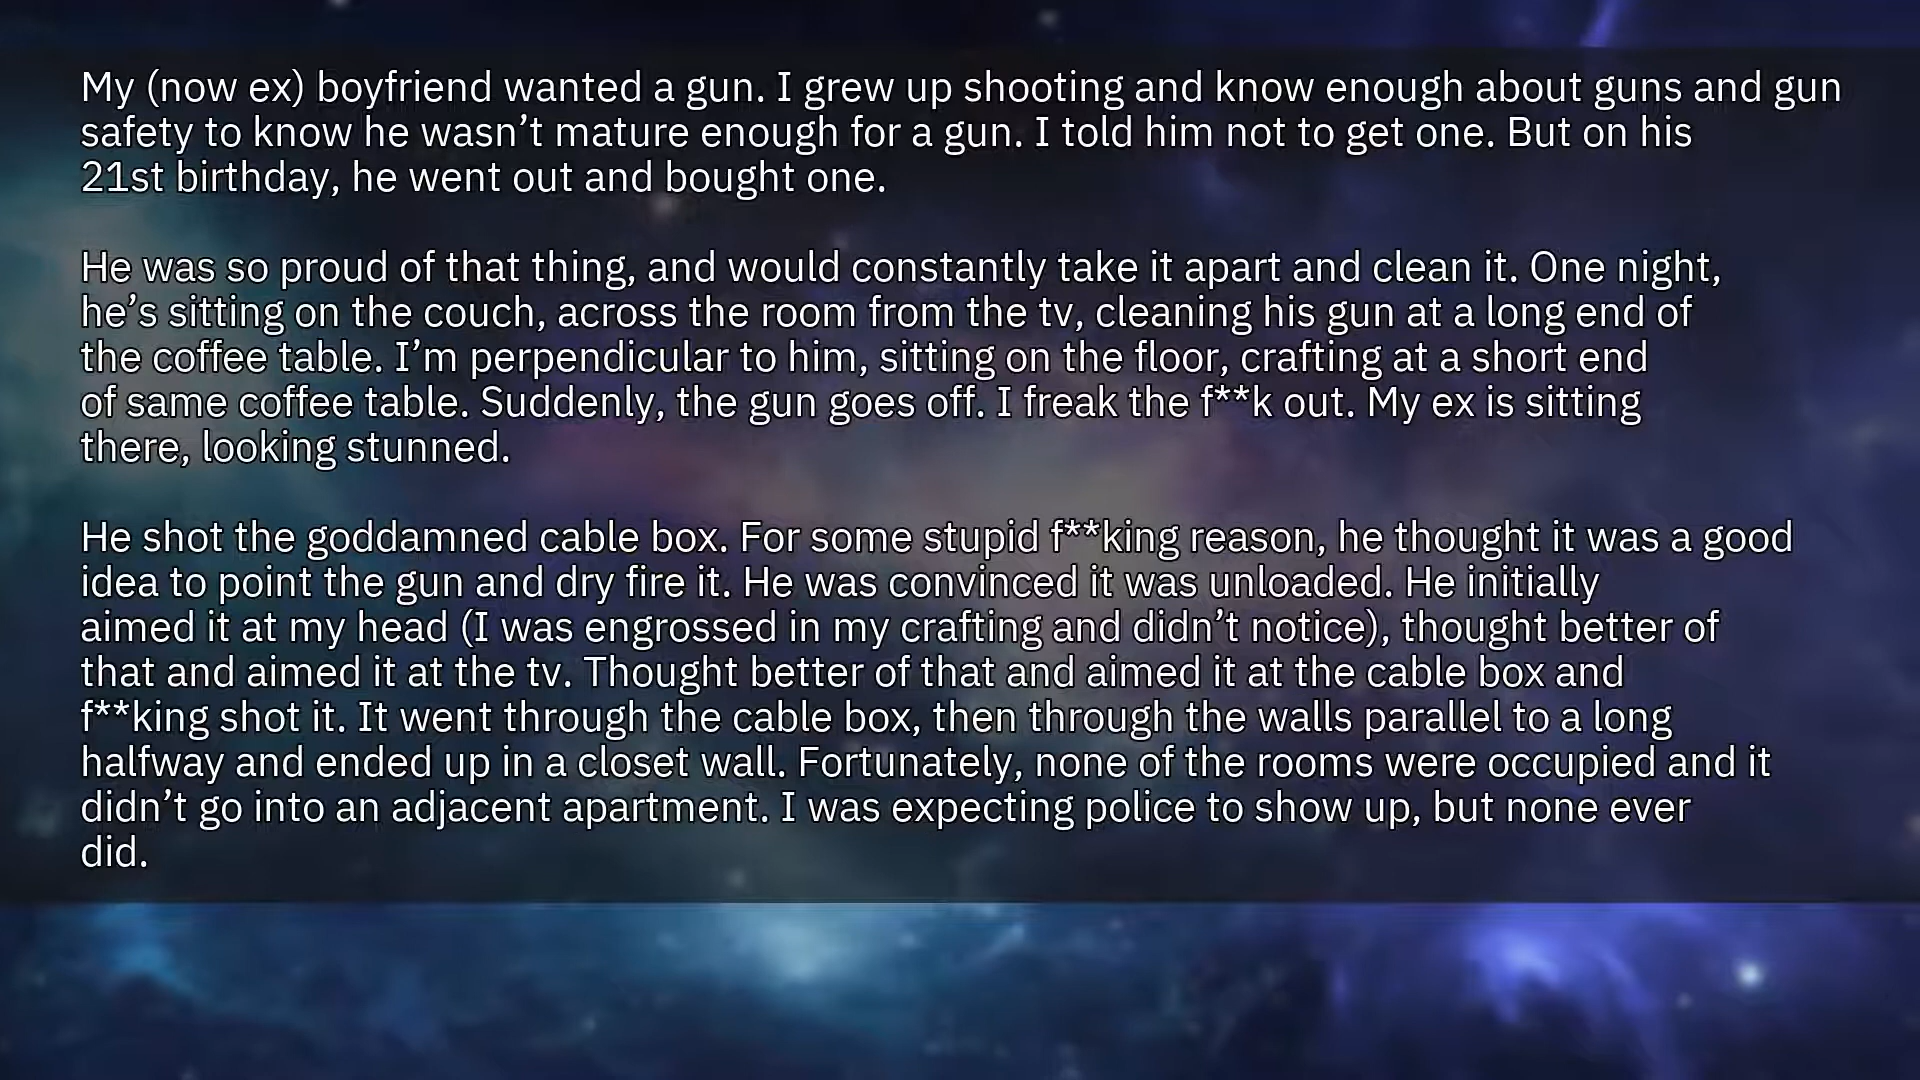 My (now ex) boyfriend wanted a gun. I grew up shooting and know enough about guns and gun
safety to know he wasn’t mature enough for a gun. I told him not to get one. But on his
21st birthday, he went out and bought one.
He was so proud of that thing, and would constantly take it apart and clean it. One night,
he’s sitting on the couch, across the room from the tv, cleaning his gun at a long end of
the coffee table. I’m perpendicular to him, sitting on the floor, crafting at a short end
of same coffee table. Suddenly, the gun goes off. I freak the f**k out. My ex is sitting
there, looking stunned.
He shot the goddamned cable box. For some stupid f**king reason, he thought it was a good
idea to point the gun and dry fire it. He was convinced it was unloaded. He initially
aimed it at my head (I was engrossed in my crafting and didn’t notice), thought better of
that and aimed it at the tv. Thought better of that and aimed it at the cable box and
f**king shot it. It went through the cable box, then through the walls parallel to a long
halfway and ended up in a closet wall. Fortunately, none of the rooms were occupied and it
didn’t go into an adjacent apartment. I was expecting police to show up, but none ever
did.